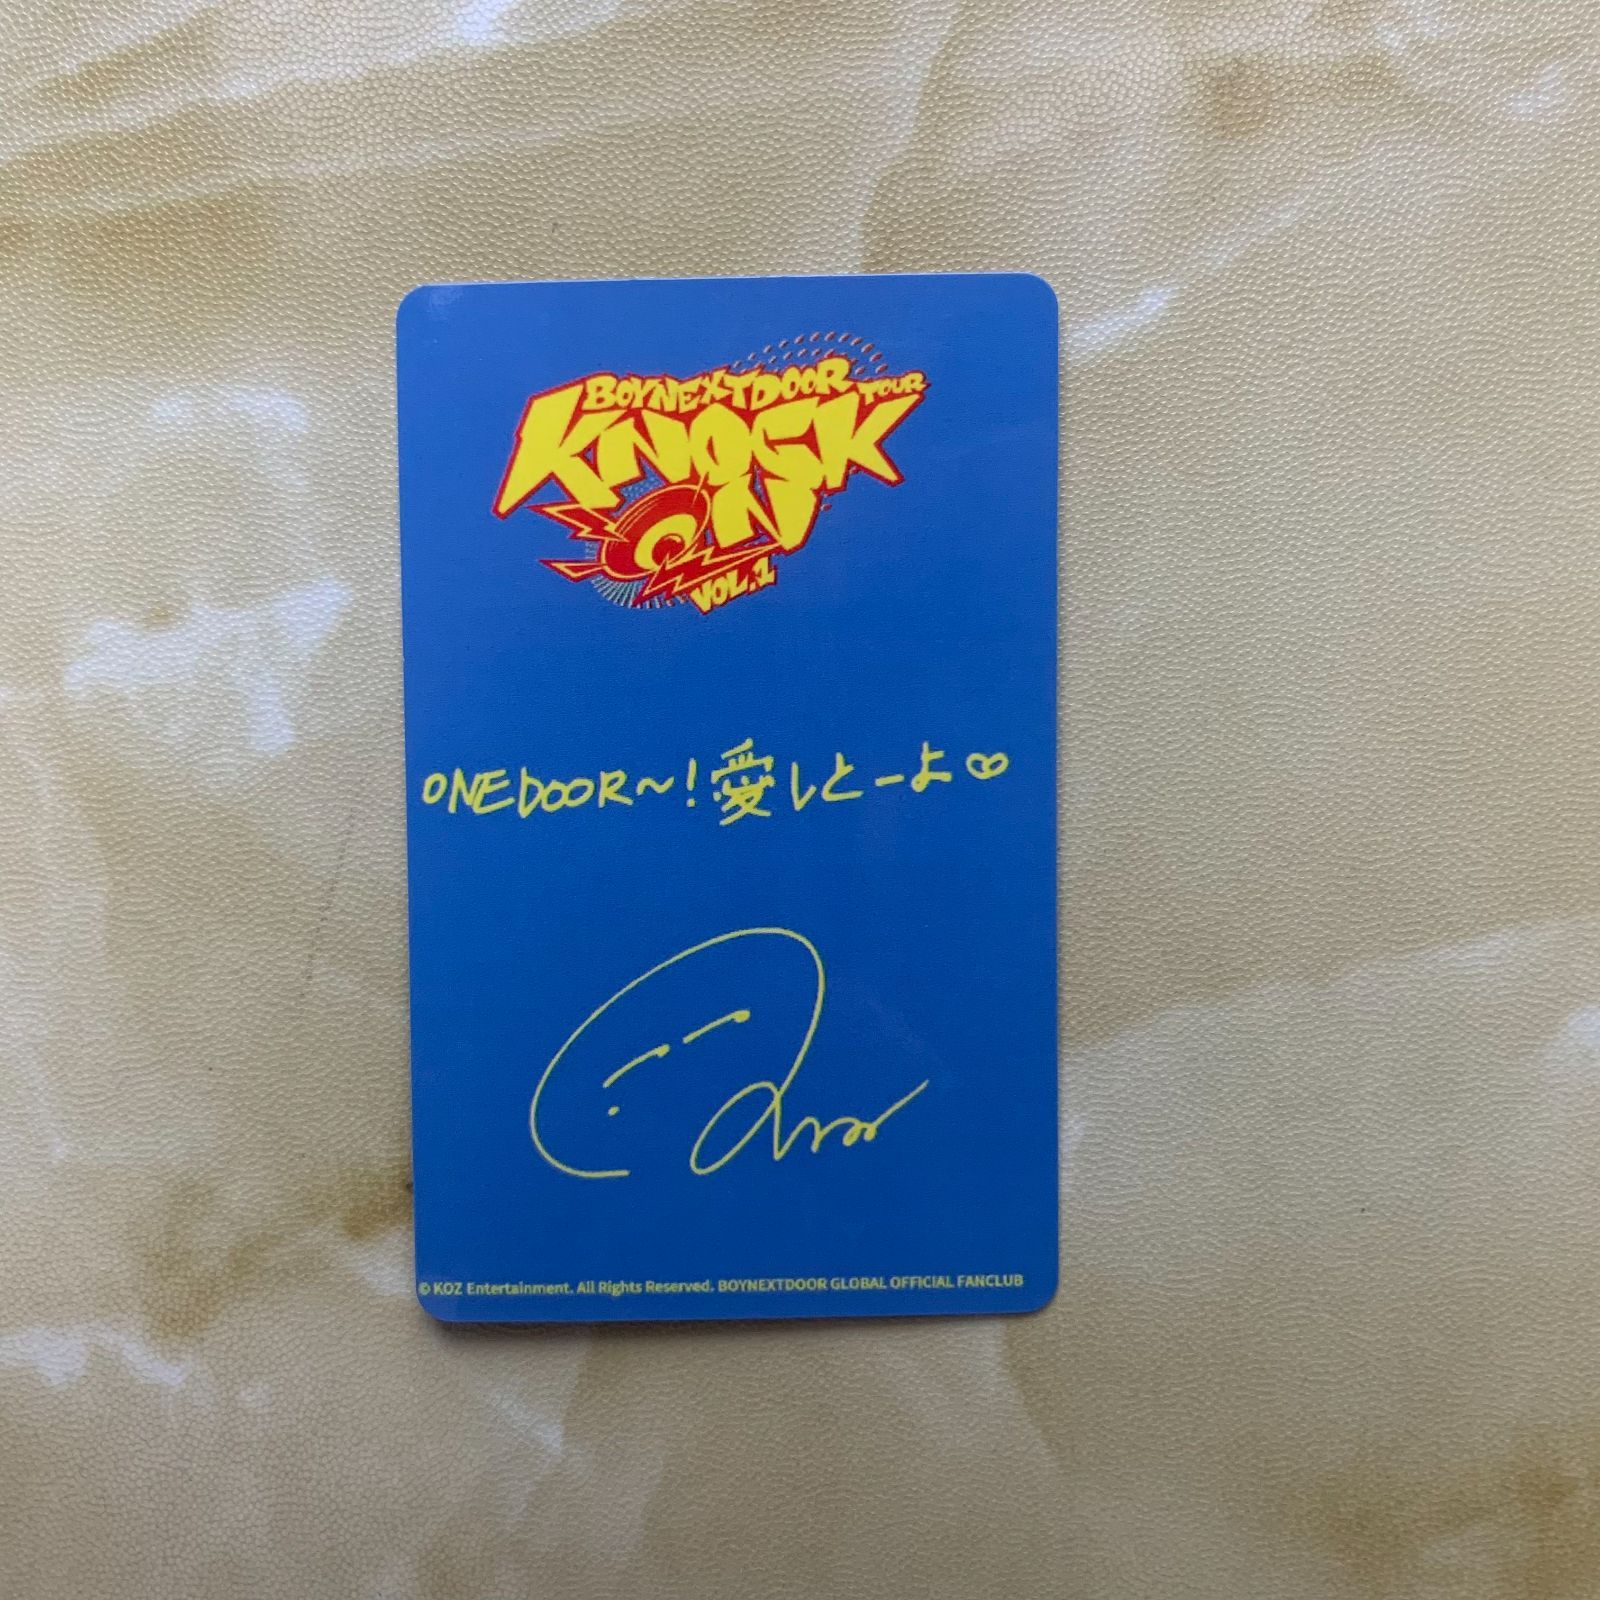 BOYNEXTDOOR TOUR
KNOCK
ON
VOL.1
ONEDOOR~!愛しとーよ♡
© KOZ Entertainment. All Rights Reserved. BOYNEXTDOOR GLOBAL OFFICIAL FANCLUB